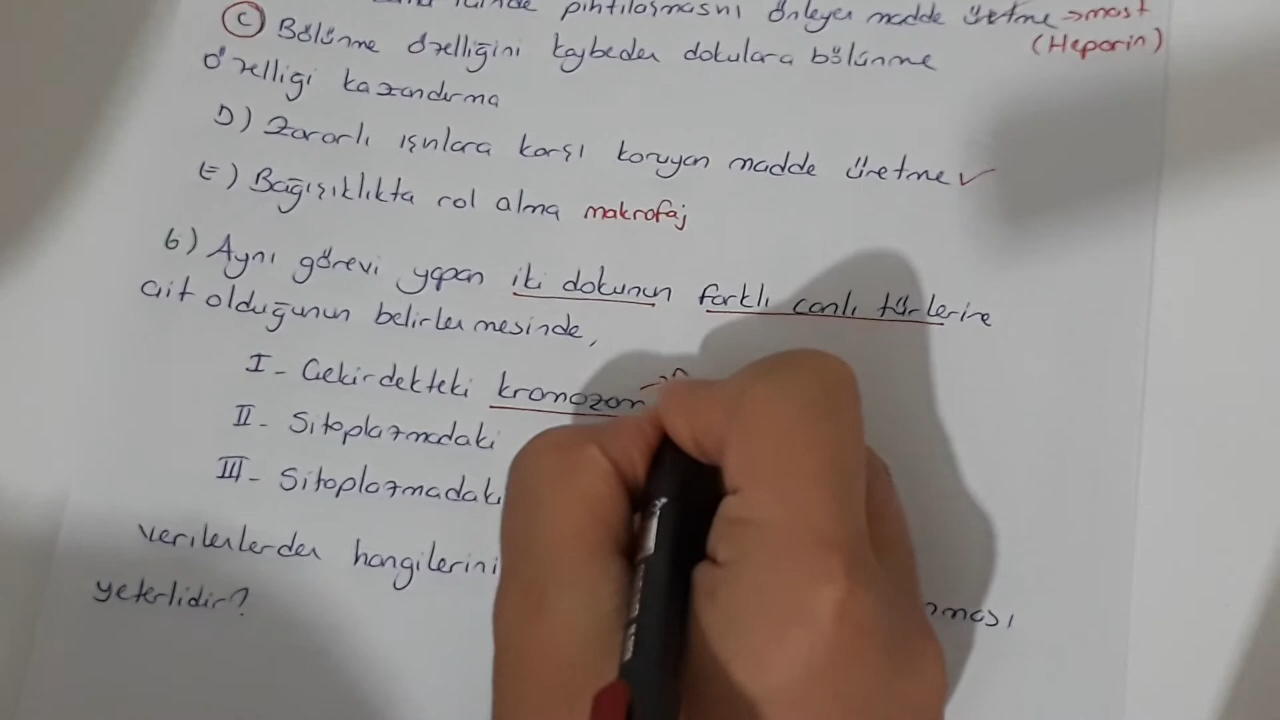 içinde pıhtılaşmasını önleyen madde üretme → mast
(Heparin)
C) Bölünme özelliğini kaybeden dokulara bölünme
özelliği kazandırma
D) Zararlı ışınlara karşı koruyan madde üretme ✓
E) Bağışıklıkta rol alma makrofaj
6) Aynı görevi yapan iki dokunun farklı canlı türlerine
ait olduğunun belirlenmesinde,
I - Çekirdekteki kromozom
II - Sitoplazmadaki
III - Sitoplazmadaki
verilenlerden hangilerini
yeterlidir?